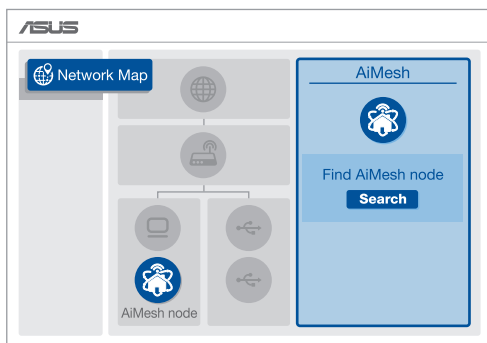 ASUS
Network Map
AiMesh
Find AiMesh node
Search
AiMesh node